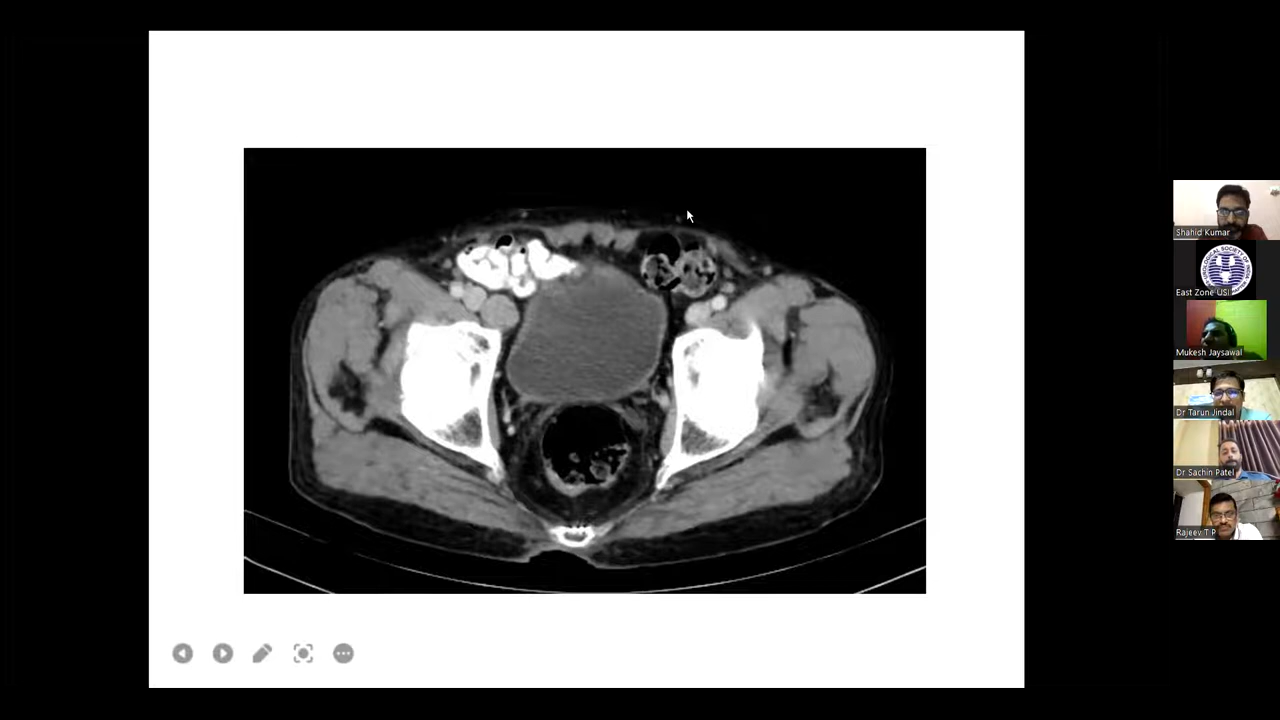 Shahid Kumar
East Zone USI
Mukesh Jaysawal
Dr Tarun Jindal
Dr Sachin Patel
Rajeev T P